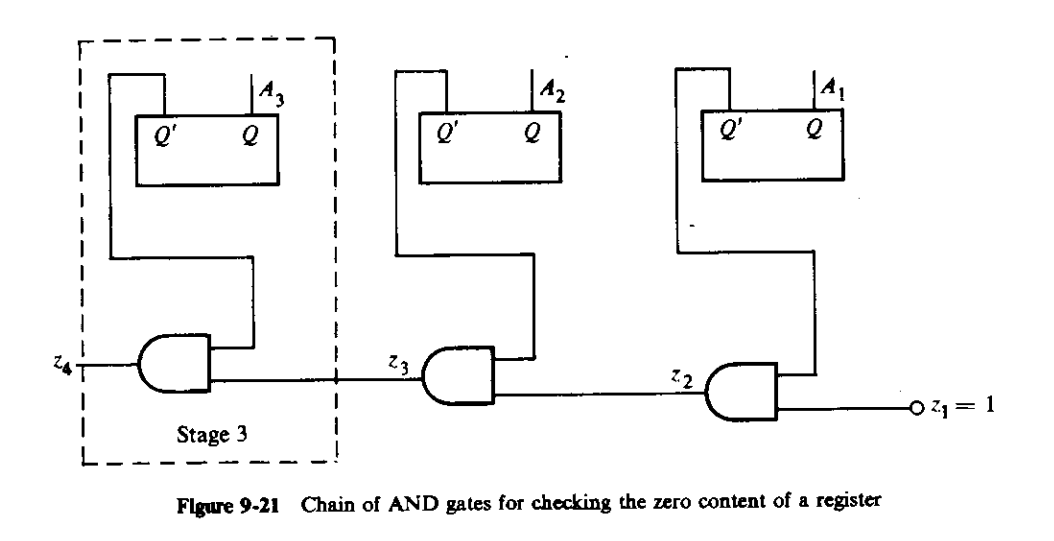 A₃
A₂
A₁
Q' Q
Q' Q
Q' Q
z₄
z₃
z₂
z₁ = 1
Stage 3
Figure 9-21 Chain of AND gates for checking the zero content of a register